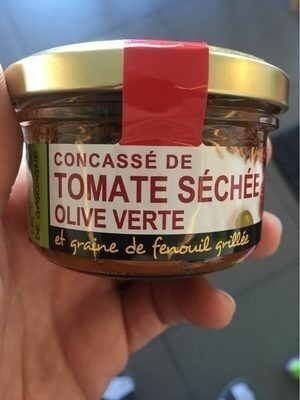 CONCASSÉ DE
TOMATE SÉCHÉE
OLIVE VERTE
et graine de fenouil grillée